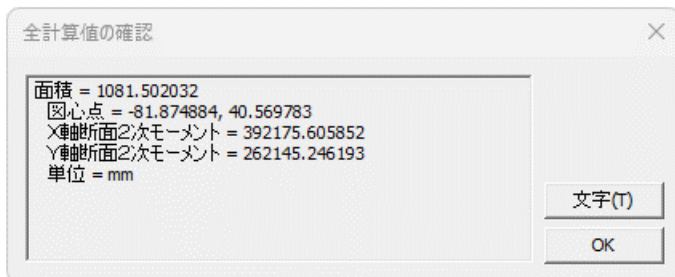 全計算値の確認
面積 = 1081.502032
図心点 = -81.874884, 40.569783
X軸断面2次モーメント = 392175.605852
Y軸断面2次モーメント = 262145.246193
単位 = mm
文字(T)
OK